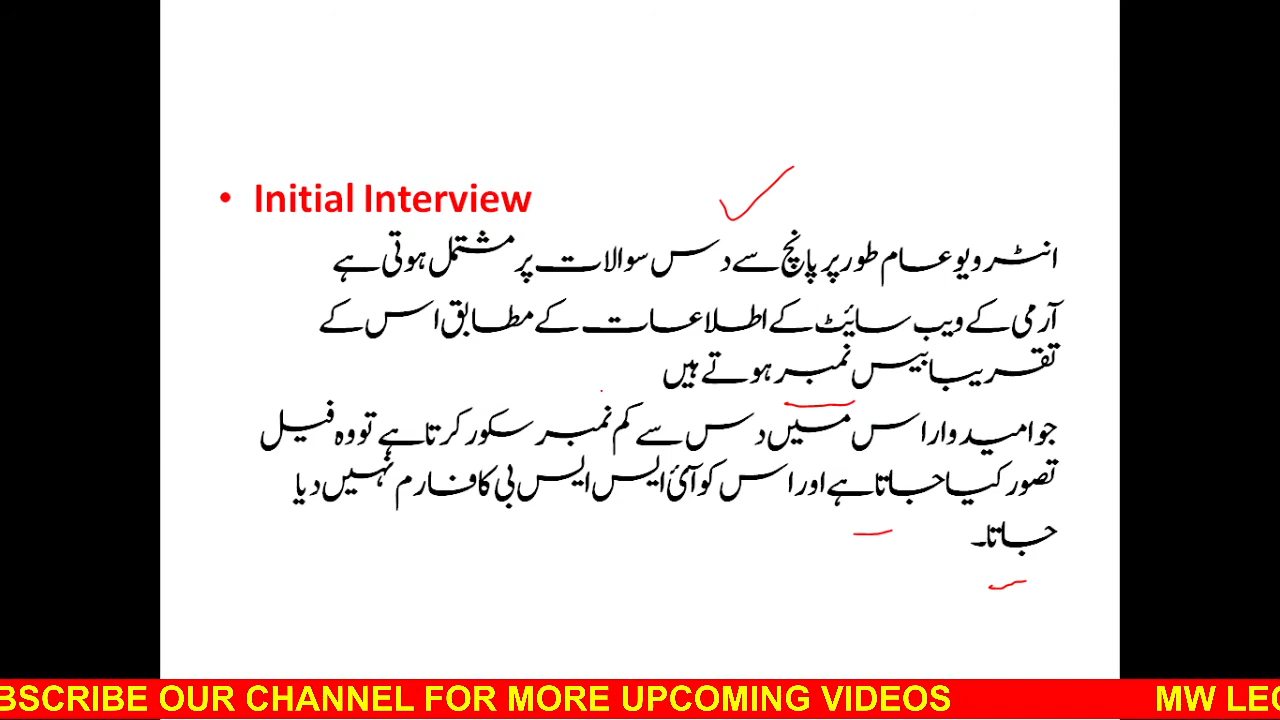 • Initial Interview
انٹرویو عام طور پر پانچ سے دس سوالات پر مشتمل ہوتی ہے
آرمی کے ویب سائیٹ کے اطلاعات کے مطابق اس کے
تقریبا بیس نمبر ہوتے ہیں
جو امیدوار اس میں دس سے کم نمبر سکور کرتا ہے تو وہ فیل
تصور کیا جاتا ہے اور اس کو آئ ایس ایس بی کا فارم نہیں دیا
جاتا۔
BSCRIBE OUR CHANNEL FOR MORE UPCOMING VIDEOS MW LEC